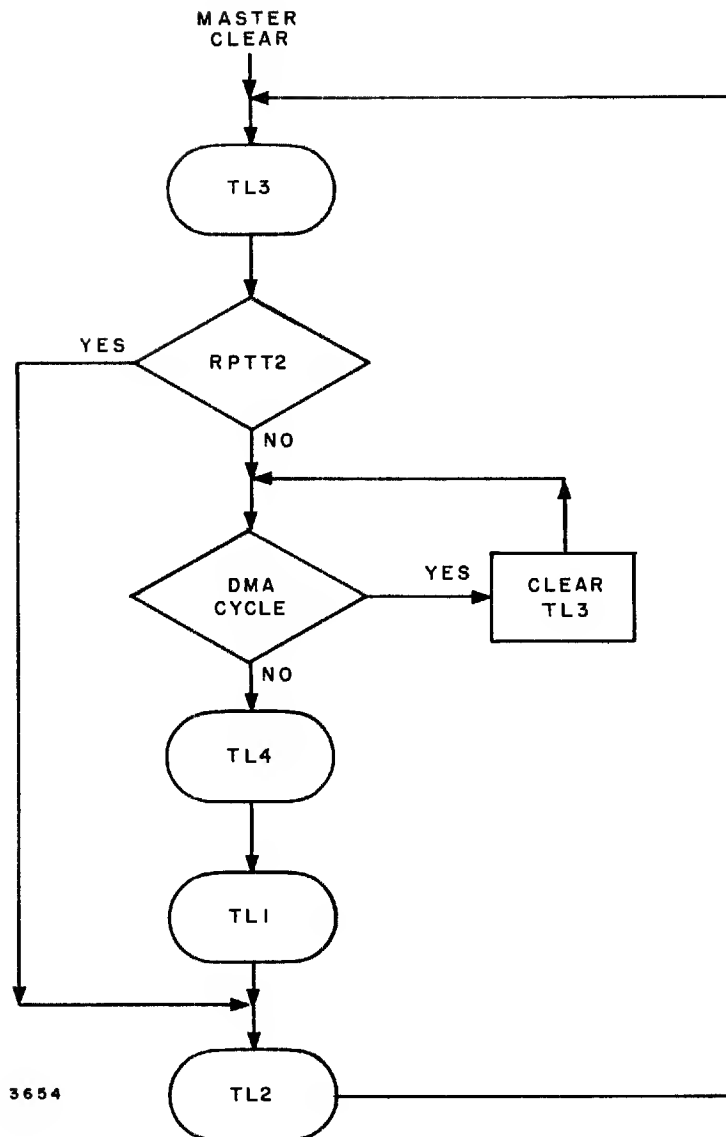 MASTER
CLEAR
TL3
YES
RPTT2
NO
DMA
CYCLE
YES
CLEAR
TL3
NO
TL4
TL1
3654
TL2